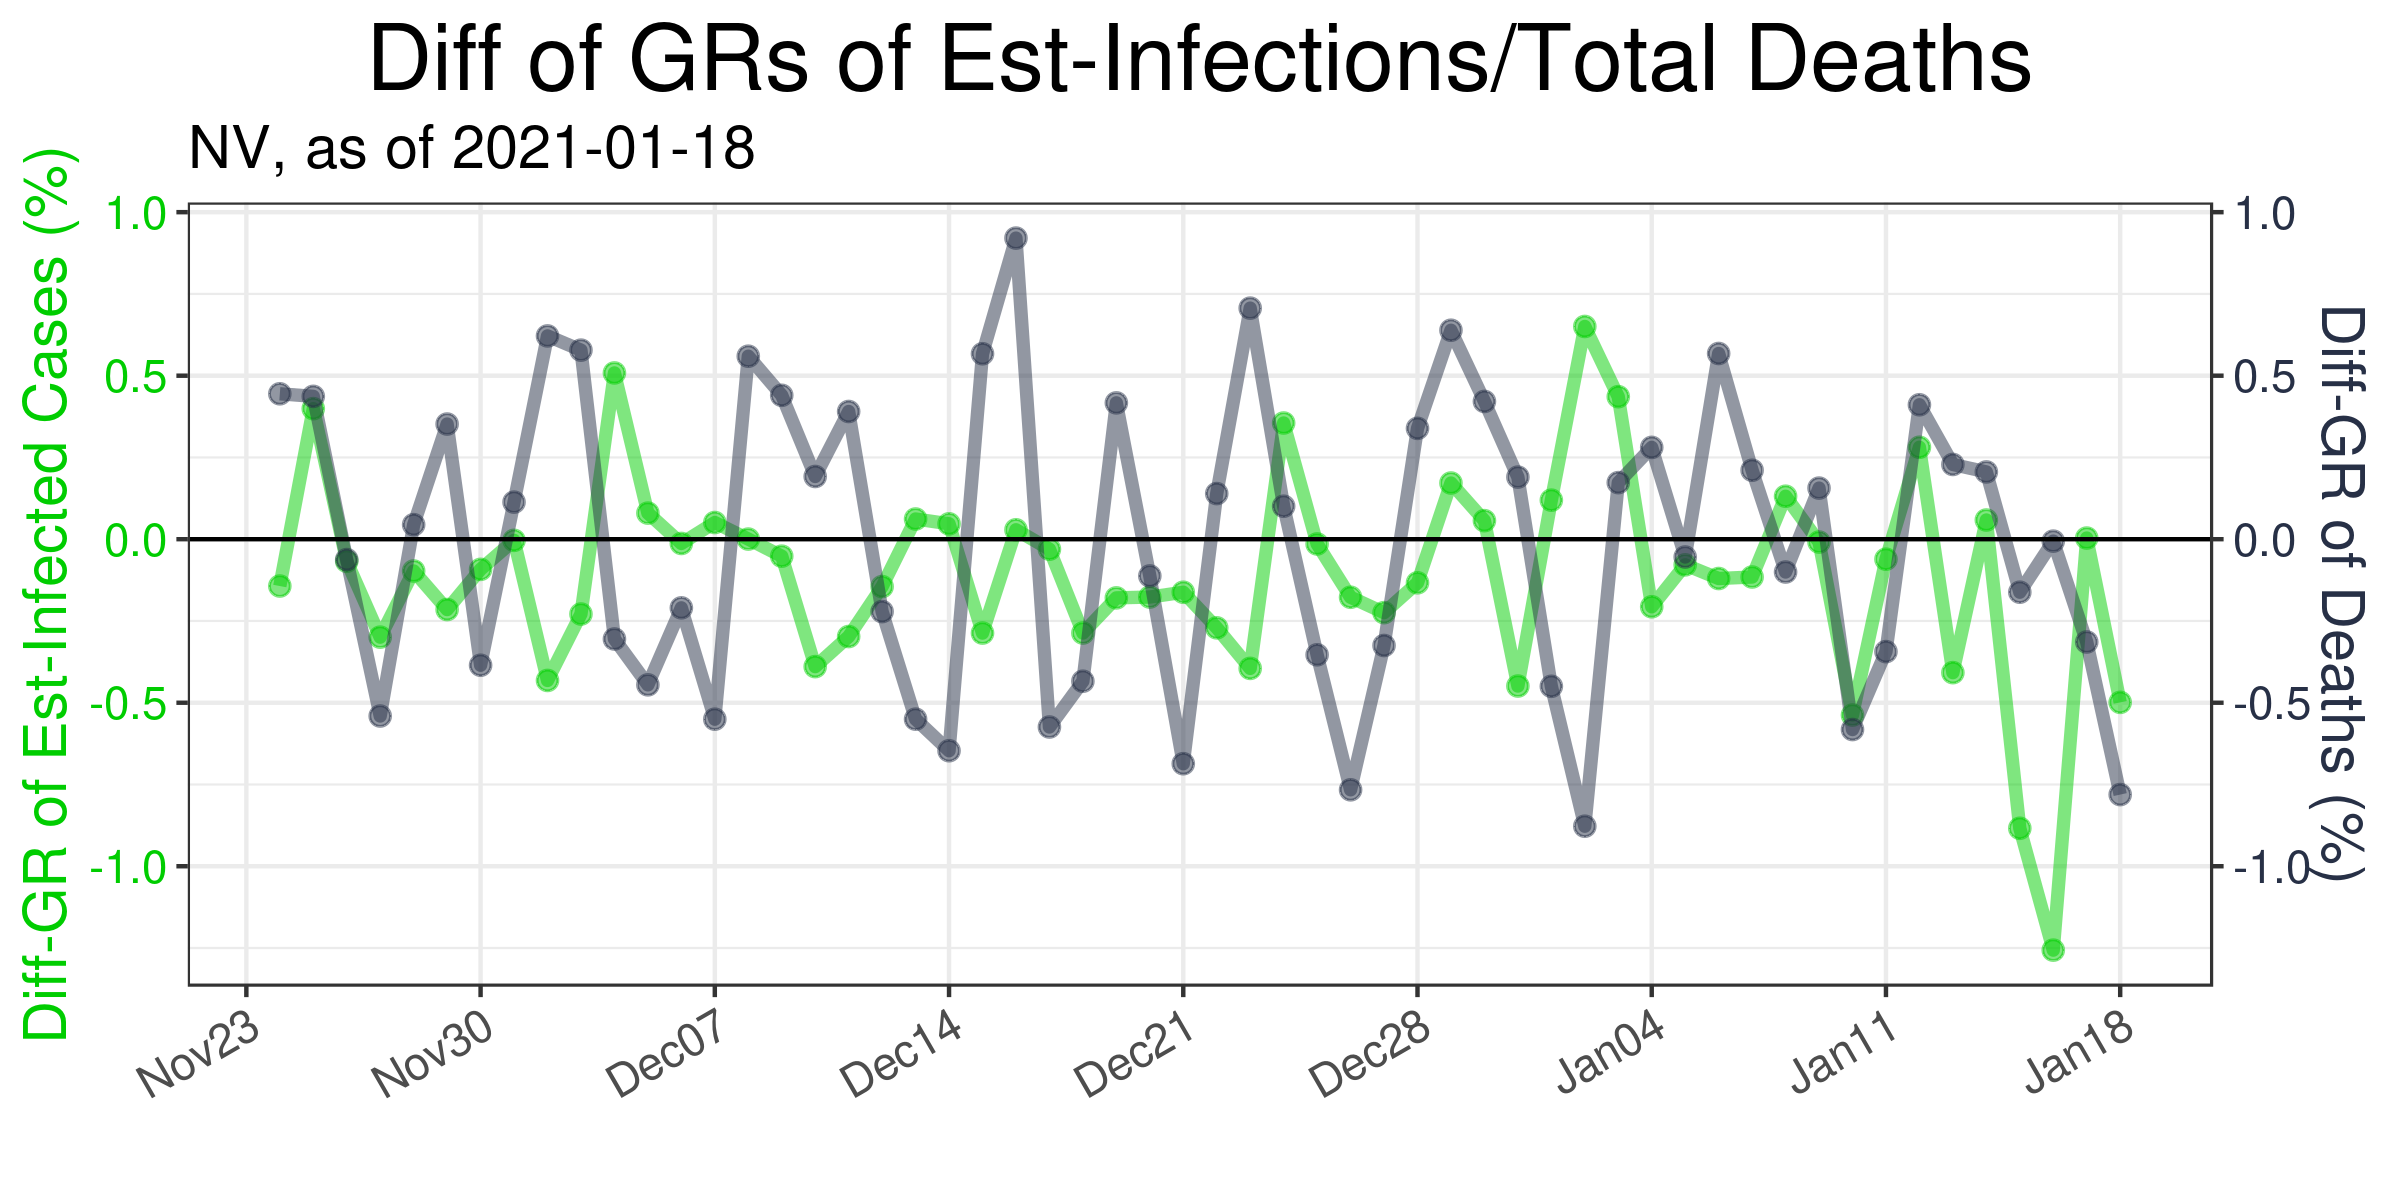 Diff of GRs of Est-Infections/Total Deaths
NV, as of 2021-01-18
Diff-GR of Est-Infected Cases (%)
1.0
0.5
0.0
-0.5
-1.0
1.0
0.5
0.0
-0.5
-1.0
Diff-GR of Deaths (%)
Nov23 Nov30 Dec07 Dec14 Dec21 Dec28 Jan04 Jan11 Jan18